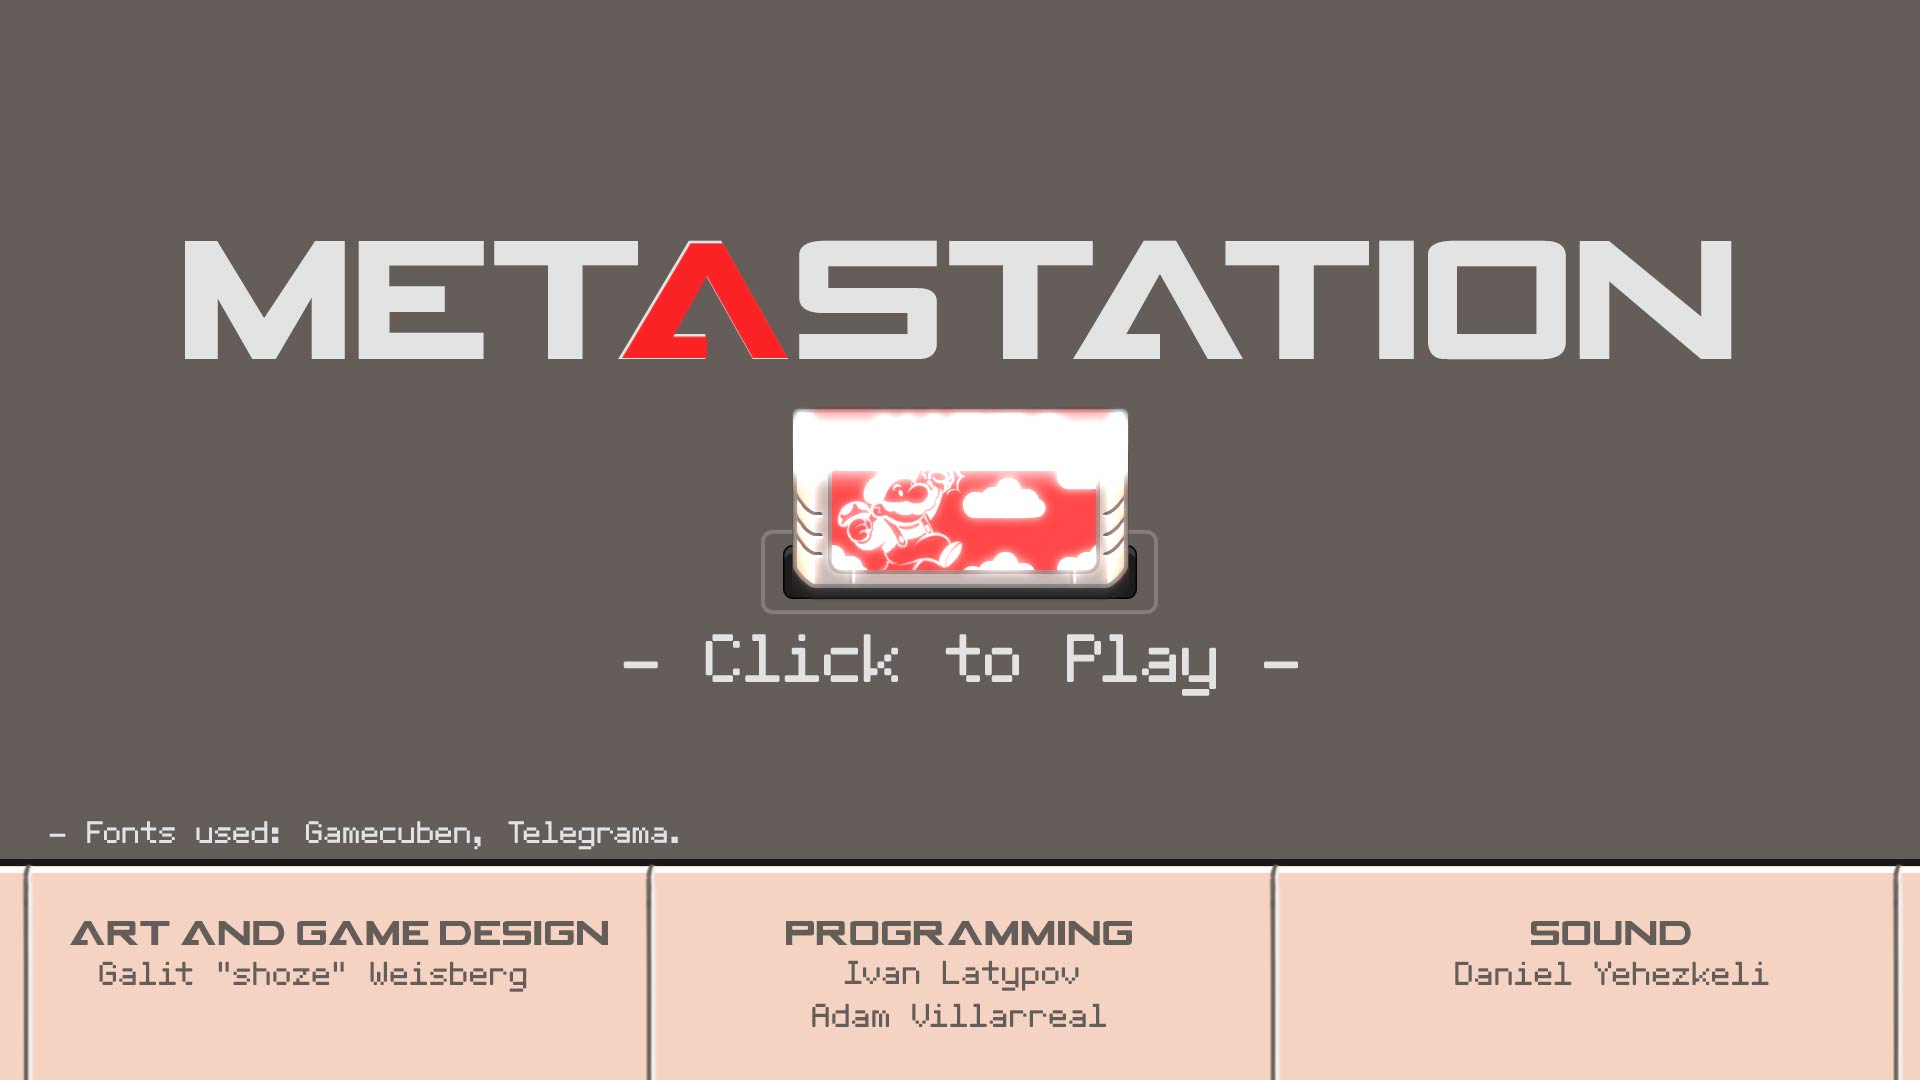 METASTATION
- Click to Play -
- Fonts used: Gamecuben, Telegrama.
ART AND GAME DESIGN
Galit "shoze" Weisberg
PROGRAMMING
Ivan Latypov
Adam Villarreal
SOUND
Daniel Yehezkeli